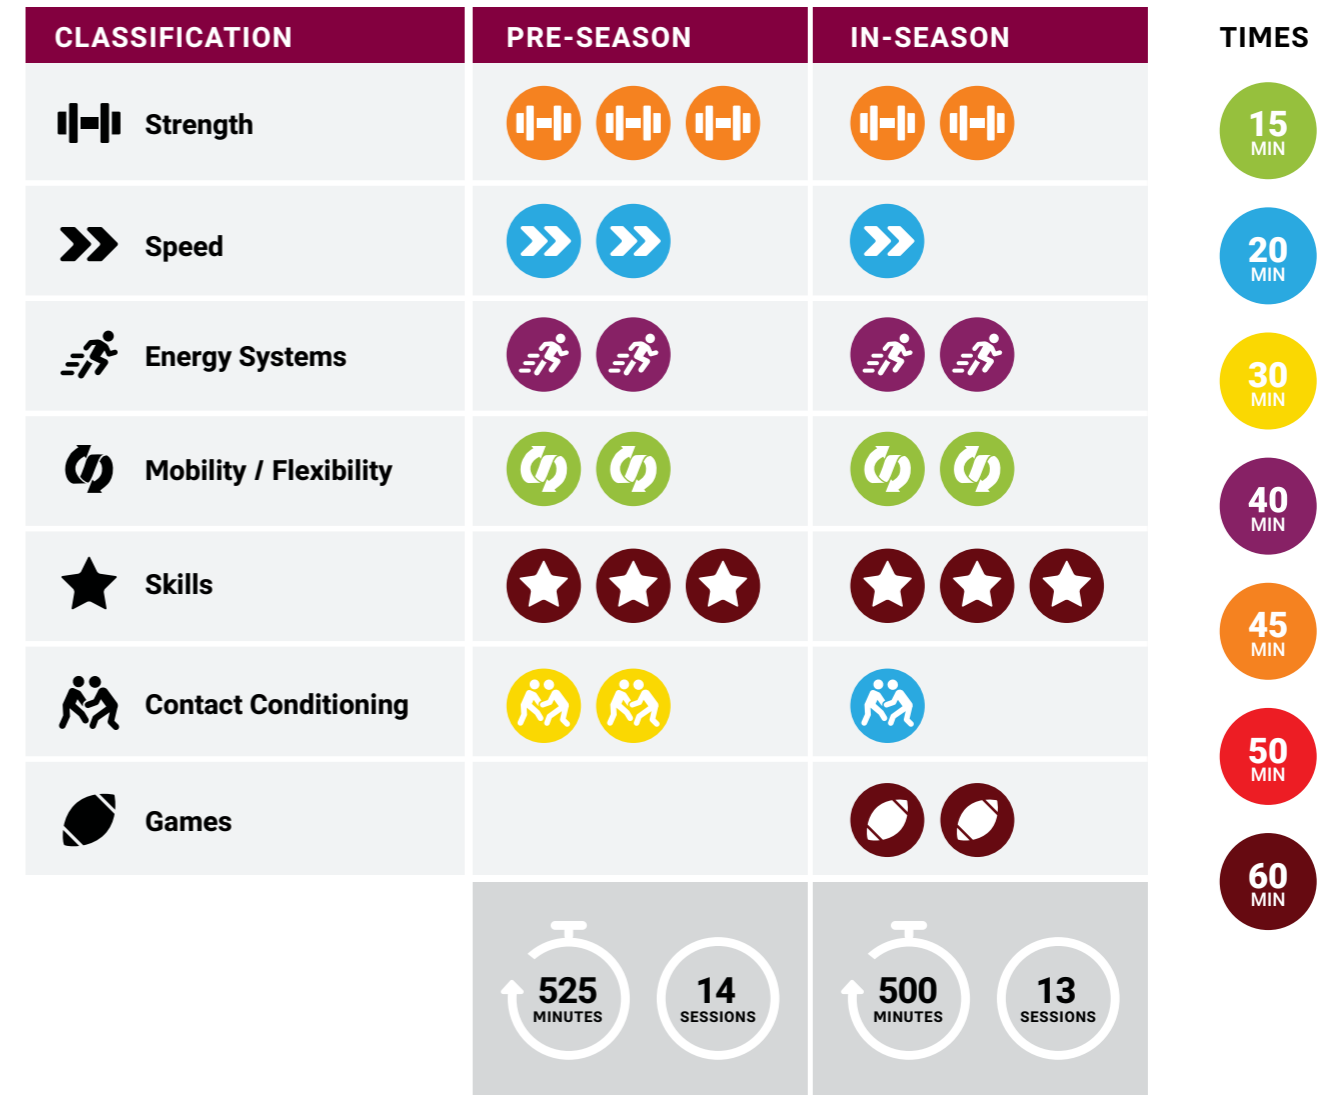 CLASSIFICATION
PRE-SEASON
IN-SEASON
TIMES
Strength
Speed
Energy Systems
Mobility / Flexibility
Skills
Contact Conditioning
Games
525
MINUTES
14
SESSIONS
500
MINUTES
13
SESSIONS
15
MIN
20
MIN
30
MIN
40
MIN
45
MIN
50
MIN
60
MIN